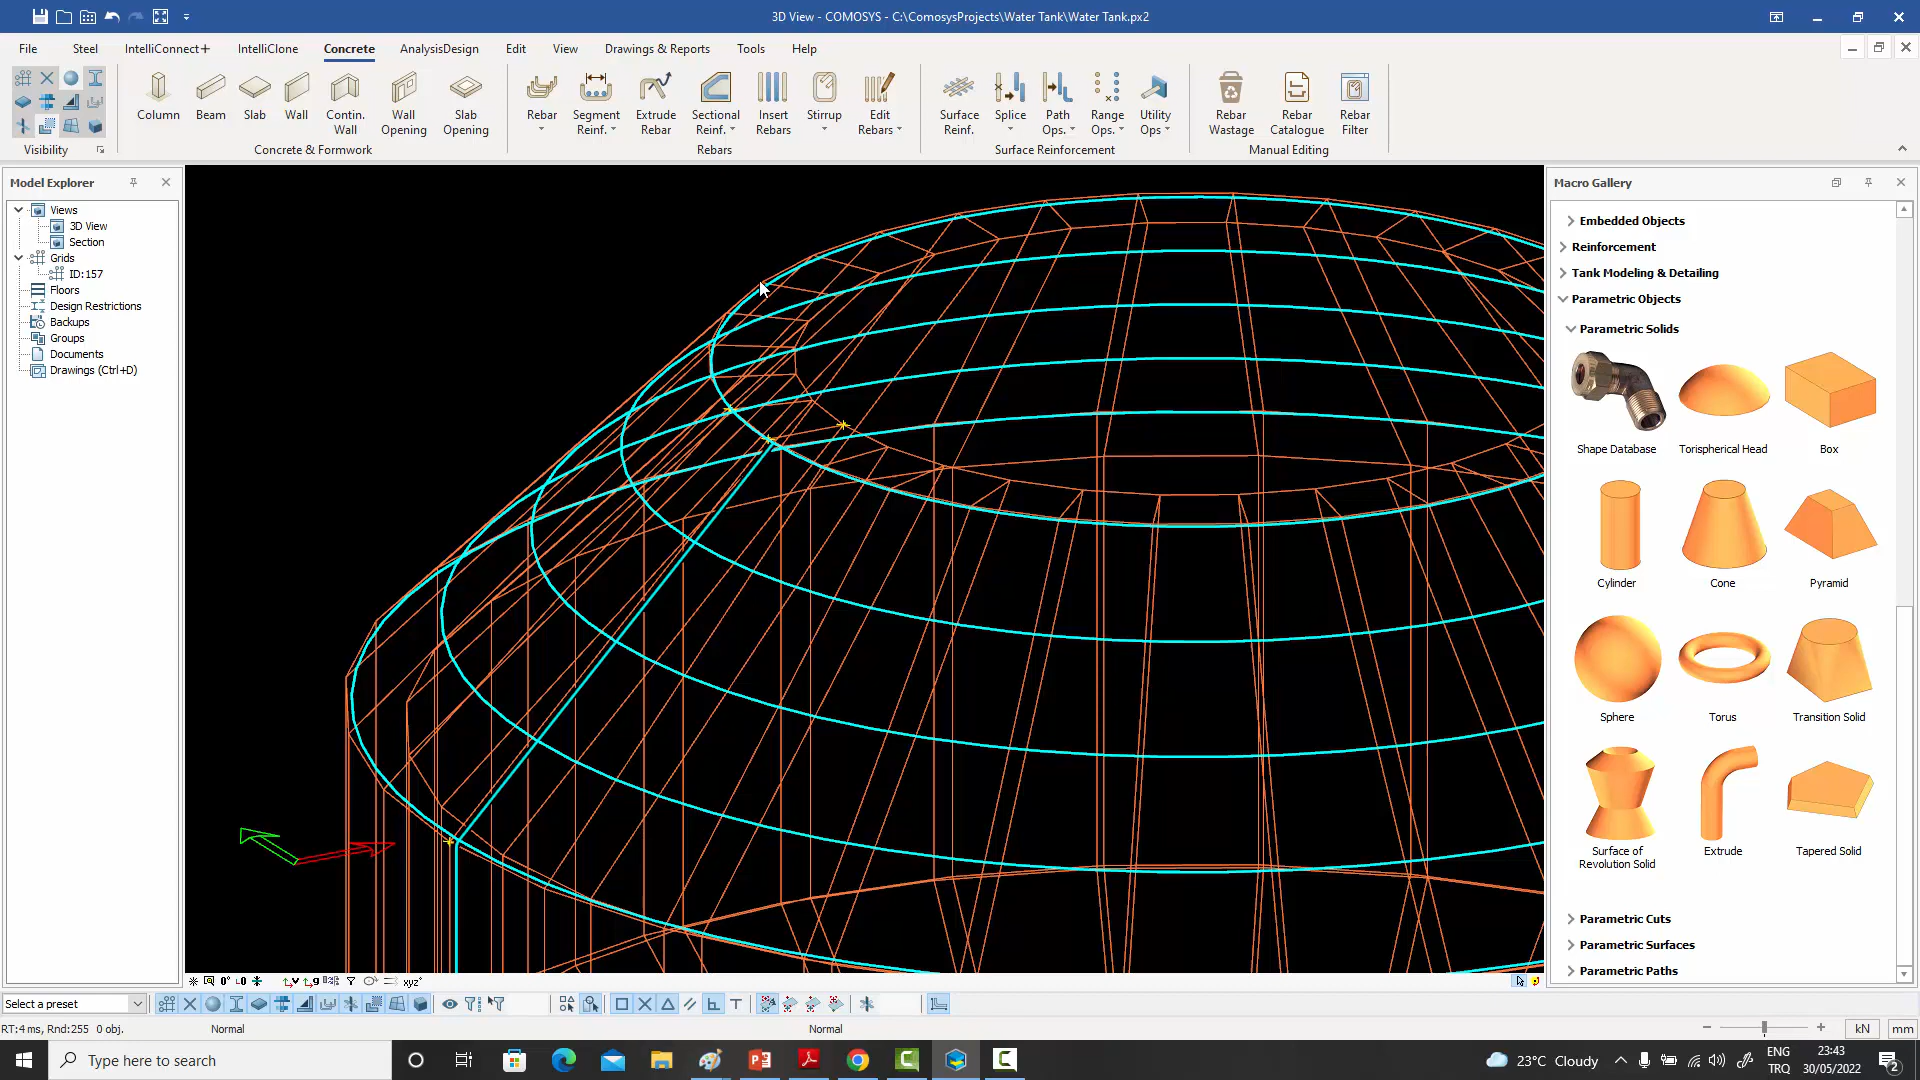 3D View - COMOSYS - C:\ComosysProjects\Water Tank\Water Tank.px2
File Steel IntelliConnect+ IntelliClone Concrete AnalysisDesign Edit View Drawings & Reports Tools Help
Column Beam Slab Wall Contin. Wall Wall Opening Slab Opening
Rebar Segment Reinf. Extrude Rebar Sectional Reinf. Insert Rebars Stirrup Edit Rebars
Surface Reinf. Splice Path Ops. Range Ops. Utility Ops
Rebar Wastage Rebar Catalogue Rebar Filter
Visibility Concrete & Formwork Rebars Surface Reinforcement Manual Editing
Model Explorer
Views
3D View
Section
Grids
ID:157
Floors
Design Restrictions
Backups
Groups
Documents
Drawings (Ctrl+D)
Macro Gallery
Embedded Objects
Reinforcement
Tank Modeling & Detailing
Parametric Objects
Parametric Solids
Shape Database Torispherical Head Box
Cylinder Cone Pyramid
Sphere Torus Transition Solid
Surface of Revolution Solid Extrude Tapered Solid
Parametric Cuts
Parametric Surfaces
Parametric Paths
xyz
Select a preset
RT:4 ms, Rnd:255 0 obj. Normal Normal kN mm
Type here to search
23°C Cloudy
ENG
TRQ
23:43
30/05/2022
2